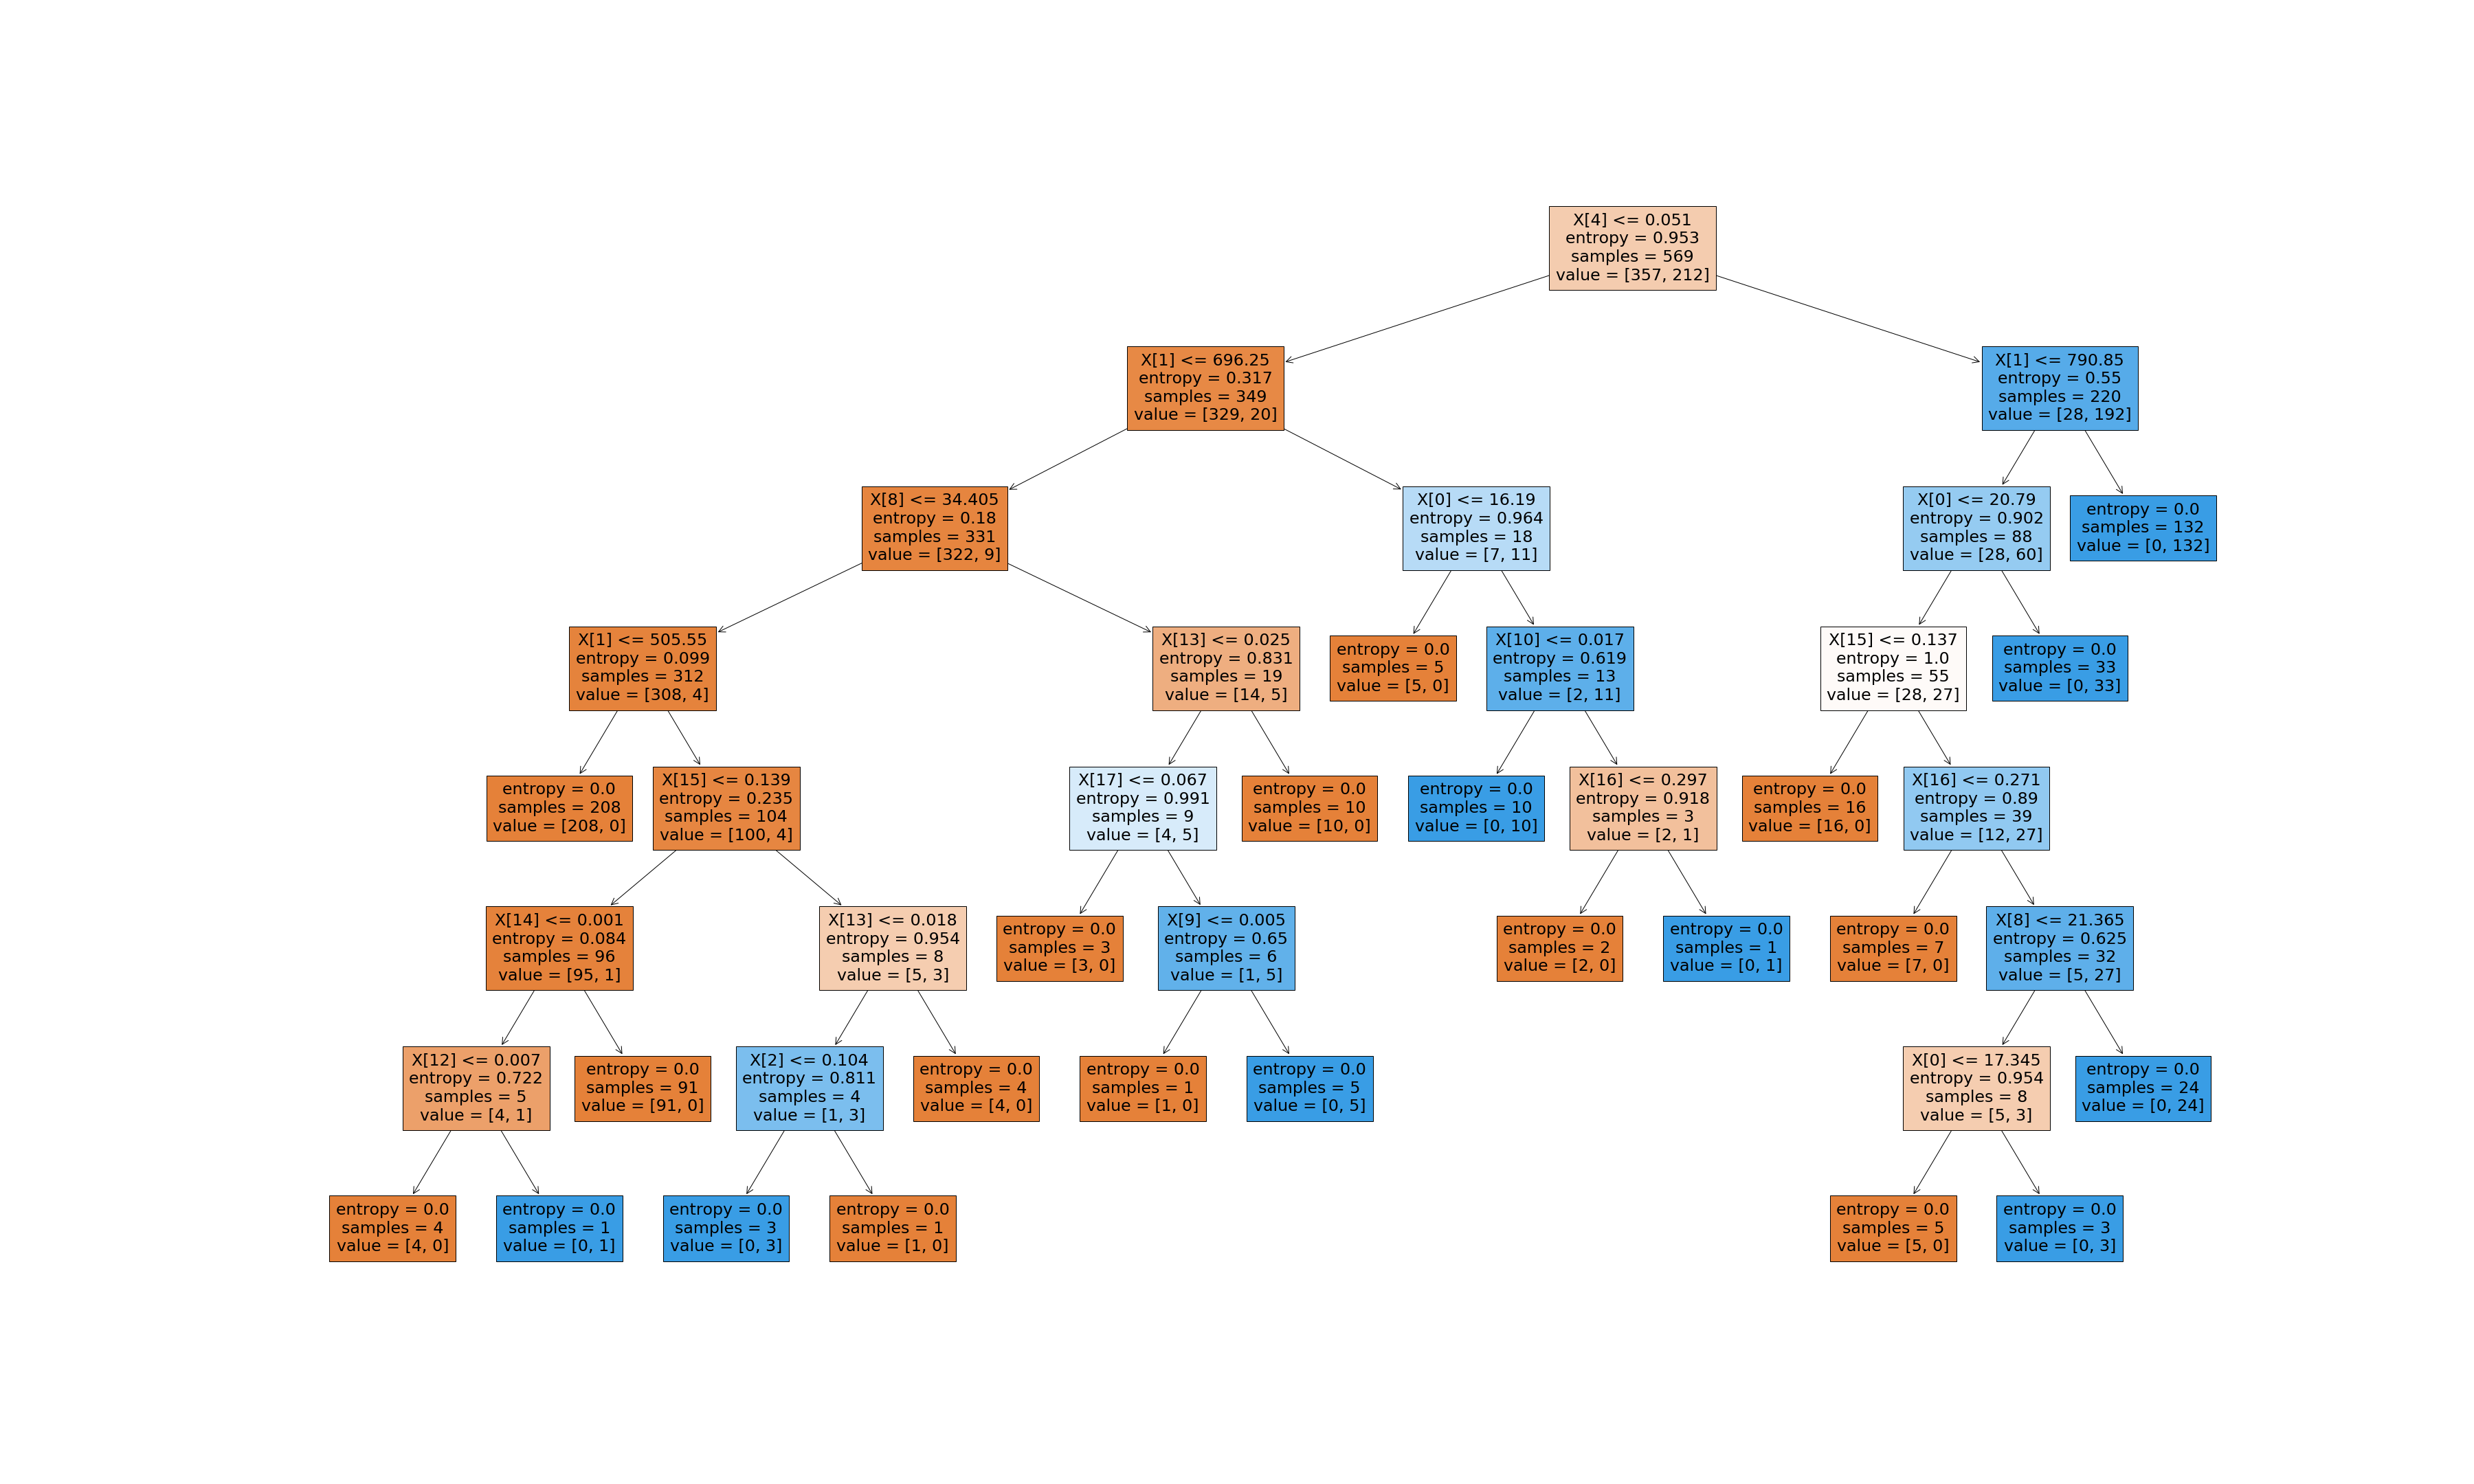 X[4] <= 0.051
entropy = 0.953
samples = 569
value = [357, 212]
X[1] <= 696.25
entropy = 0.317
samples = 349
value = [329, 20]
X[1] <= 790.85
entropy = 0.55
samples = 220
value = [28, 192]
X[8] <= 34.405
entropy = 0.18
samples = 331
value = [322, 9]
X[0] <= 16.19
entropy = 0.964
samples = 18
value = [7, 11]
X[0] <= 20.79
entropy = 0.902
samples = 88
value = [28, 60]
entropy = 0.0
samples = 132
value = [0, 132]
X[1] <= 505.55
entropy = 0.099
samples = 312
value = [308, 4]
X[13] <= 0.025
entropy = 0.831
samples = 19
value = [14, 5]
entropy = 0.0
samples = 5
value = [5, 0]
X[10] <= 0.017
entropy = 0.619
samples = 13
value = [2, 11]
X[15] <= 0.137
entropy = 1.0
samples = 55
value = [28, 27]
entropy = 0.0
samples = 33
value = [0, 33]
entropy = 0.0
samples = 208
value = [208, 0]
X[15] <= 0.139
entropy = 0.235
samples = 104
value = [100, 4]
X[17] <= 0.067
entropy = 0.991
samples = 9
value = [4, 5]
entropy = 0.0
samples = 10
value = [10, 0]
entropy = 0.0
samples = 10
value = [0, 10]
X[16] <= 0.297
entropy = 0.918
samples = 3
value = [2, 1]
entropy = 0.0
samples = 16
value = [16, 0]
X[16] <= 0.271
entropy = 0.89
samples = 39
value = [12, 27]
X[14] <= 0.001
entropy = 0.084
samples = 96
value = [95, 1]
X[13] <= 0.018
entropy = 0.954
samples = 8
value = [5, 3]
entropy = 0.0
samples = 3
value = [3, 0]
X[9] <= 0.005
entropy = 0.65
samples = 6
value = [1, 5]
entropy = 0.0
samples = 2
value = [2, 0]
entropy = 0.0
samples = 1
value = [0, 1]
entropy = 0.0
samples = 7
value = [7, 0]
X[8] <= 21.365
entropy = 0.625
samples = 32
value = [5, 27]
X[12] <= 0.007
entropy = 0.722
samples = 5
value = [4, 1]
entropy = 0.0
samples = 91
value = [91, 0]
X[2] <= 0.104
entropy = 0.811
samples = 4
value = [1, 3]
entropy = 0.0
samples = 4
value = [4, 0]
entropy = 0.0
samples = 1
value = [1, 0]
entropy = 0.0
samples = 5
value = [0, 5]
X[0] <= 17.345
entropy = 0.954
samples = 8
value = [5, 3]
entropy = 0.0
samples = 24
value = [0, 24]
entropy = 0.0
samples = 4
value = [4, 0]
entropy = 0.0
samples = 1
value = [0, 1]
entropy = 0.0
samples = 3
value = [0, 3]
entropy = 0.0
samples = 1
value = [1, 0]
entropy = 0.0
samples = 5
value = [5, 0]
entropy = 0.0
samples = 3
value = [0, 3]